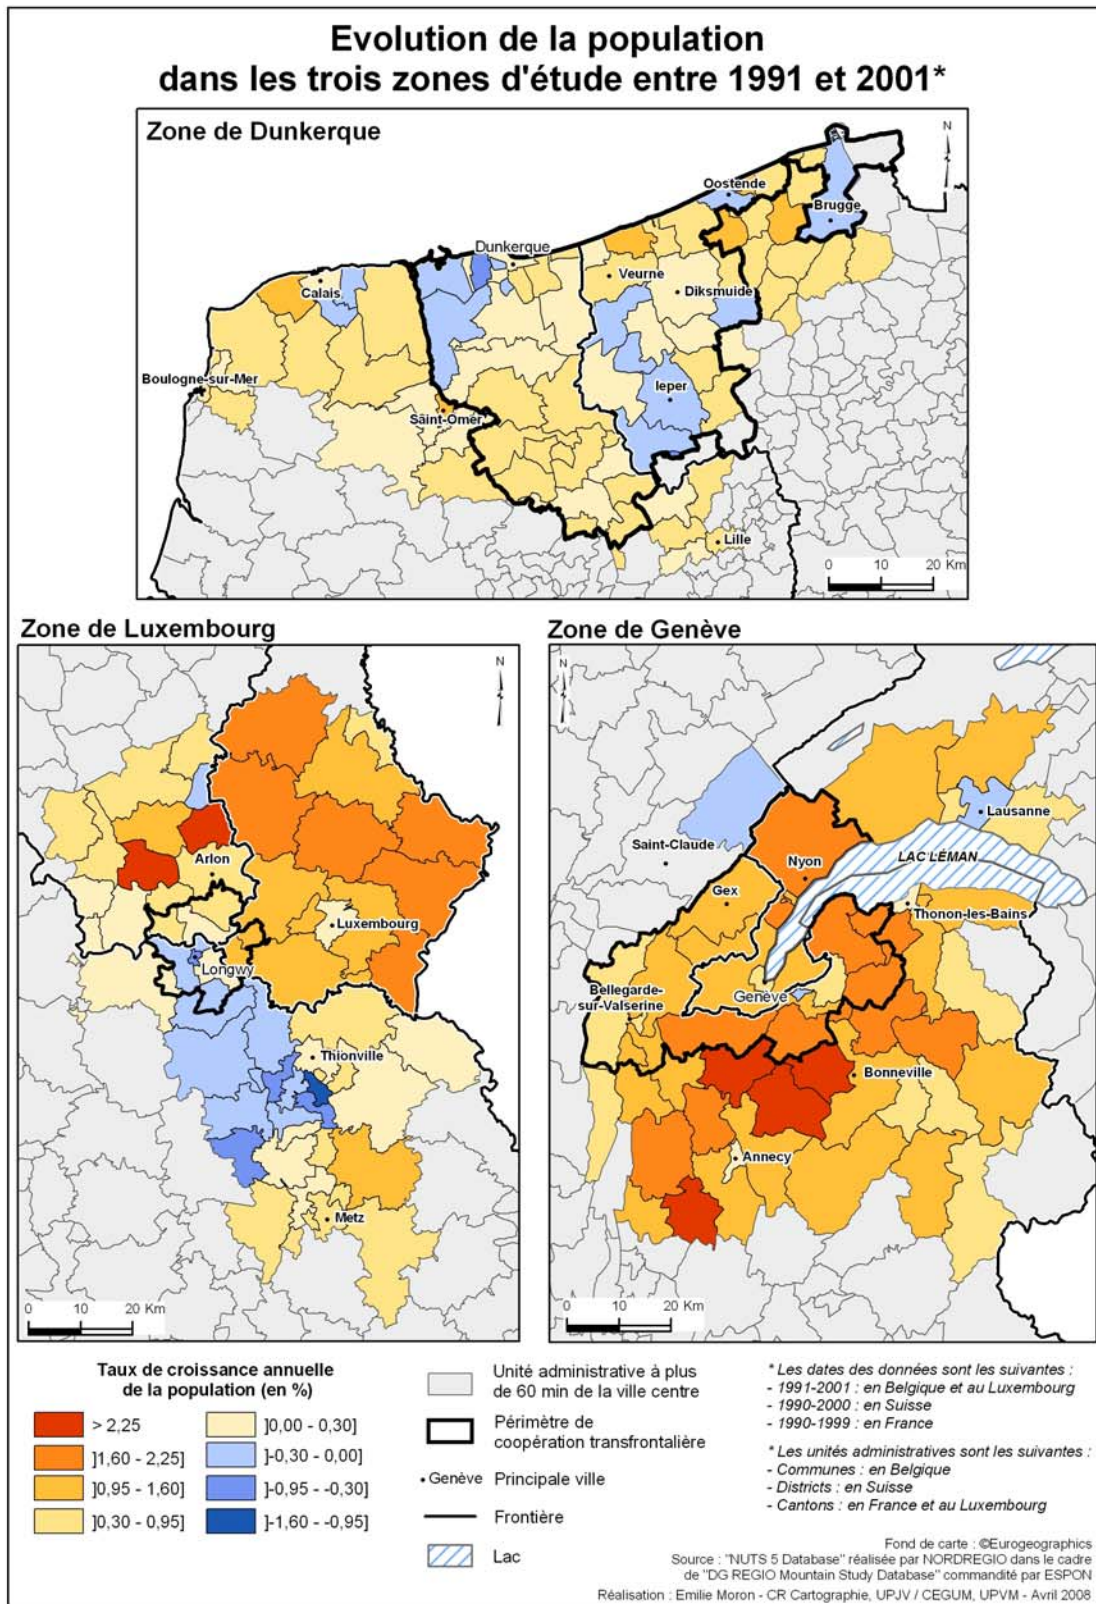 Evolution de la population
dans les trois zones d'étude entre 1991 et 2001*
Zone de Dunkerque
N
Oostende
Brugge
Dunkerque
Veurne
Calais
Diksmuide
Boulogne-sur-Mer
Ieper
Saint-Omer
Lille
0 10 20 Km
Zone de Luxembourg
N
Arlon
Luxembourg
Longwy
Thionville
Metz
0 10 20 Km
Zone de Genève
N
Lausanne
Saint-Claude
LAC LÉMAN
Nyon
Gex
Thonon-les-Bains
Bellegarde-
sur-Valserine
Genève
Bonneville
Annecy
0 10 20 Km
Taux de croissance annuelle
de la population (en %)
> 2,25
]1,60 - 2,25]
]0,95 - 1,60]
]0,30 - 0,95]
]0,00 - 0,30]
]-0,30 - 0,00]
]-0,95 - -0,30]
]-1,60 - -0,95]
Unité administrative à plus
de 60 min de la ville centre
Périmètre de
coopération transfrontalière
Genève Principale ville
Frontière
Lac
* Les dates des données sont les suivantes :
- 1991-2001 : en Belgique et au Luxembourg
- 1990-2000 : en Suisse
- 1990-1999 : en France
* Les unités administratives sont les suivantes :
- Communes : en Belgique
- Districts : en Suisse
- Cantons : en France et au Luxembourg
Fond de carte : ©Eurogeographics
Source : "NUTS 5 Database" réalisée par NORDREGIO dans le cadre
de "DG REGIO Mountain Study Database" commandité par ESPON
Réalisation : Emilie Moron - CR Cartographie, UPJV / CEGUM, UPVM - Avril 2008